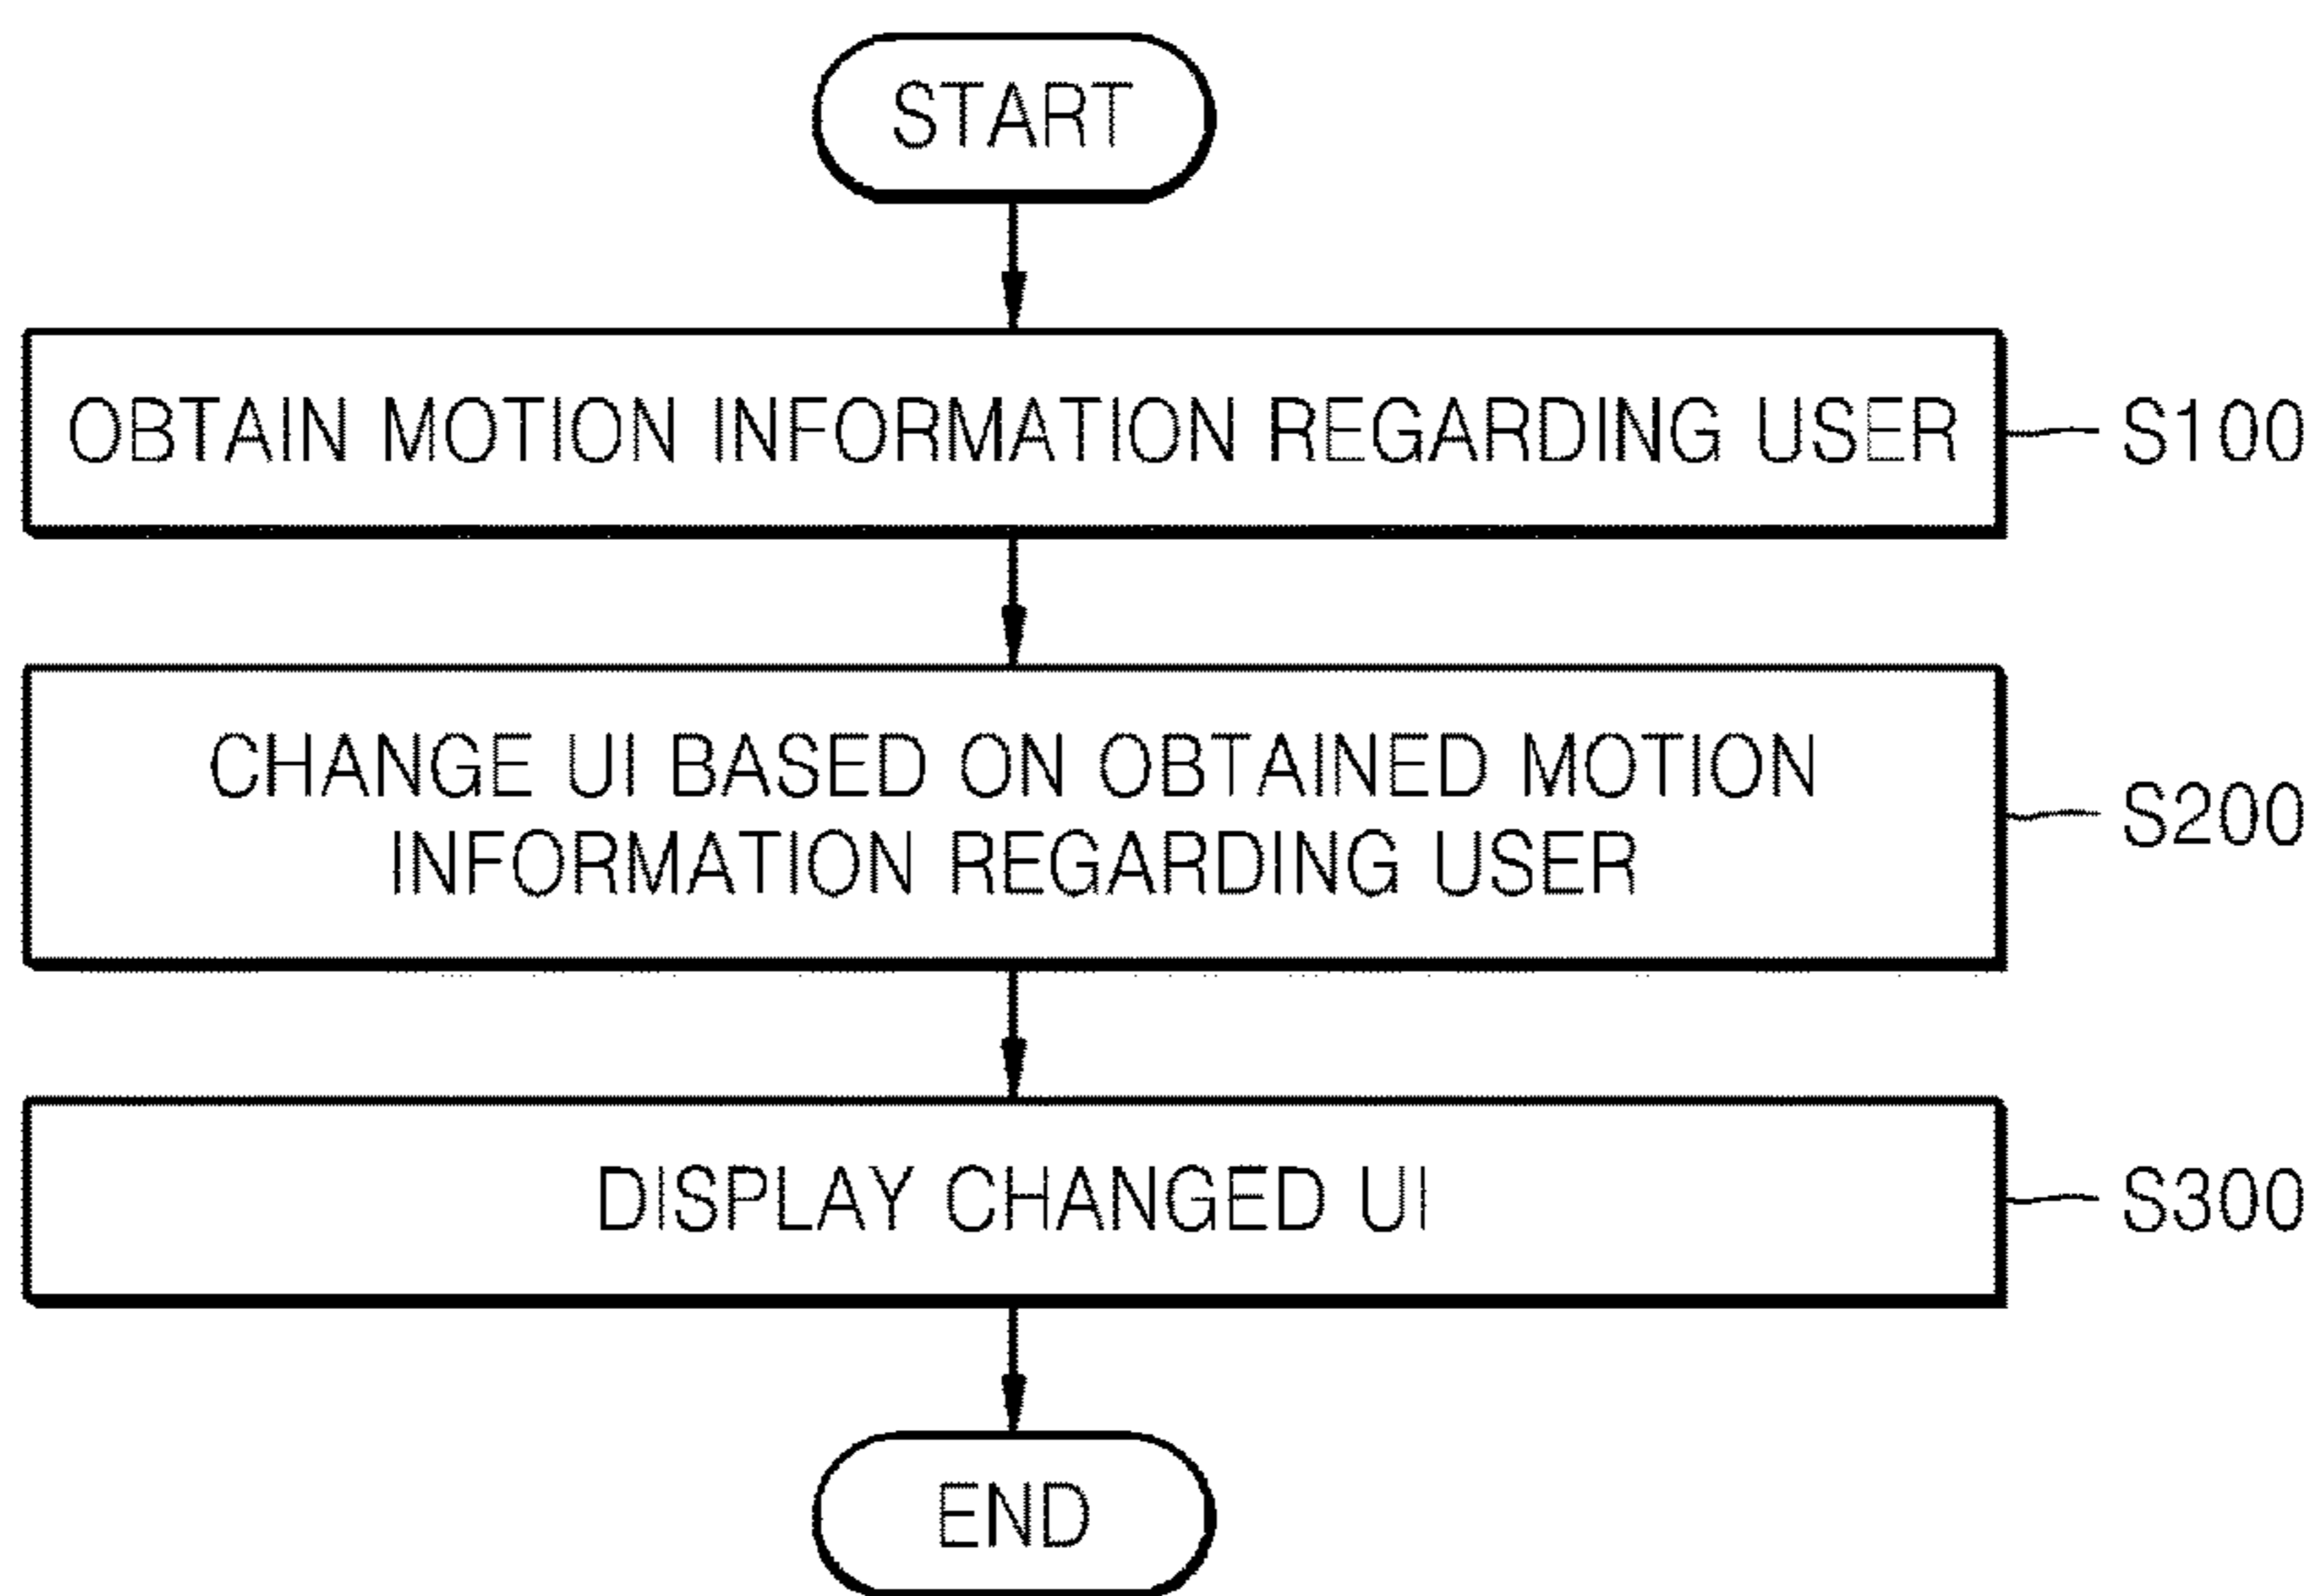 START
OBTAIN MOTION INFORMATION REGARDING USER
S100
CHANGE UI BASED ON OBTAINED MOTION
INFORMATION REGARDING USER
S200
DISPLAY CHANGED UI
S300
END